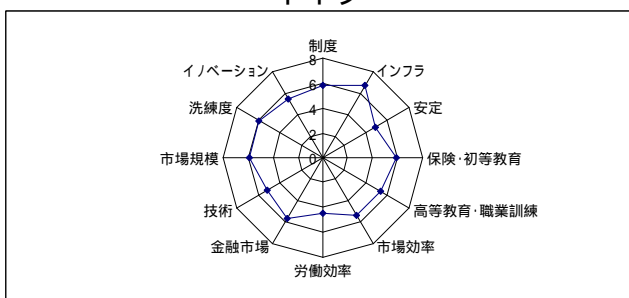 制度
イノベーション
インフラ
洗練度
安定
市場規模
保険・初等教育
技術
高等教育・職業訓練
金融市場
市場効率
労働効率
8
6
4
2
0